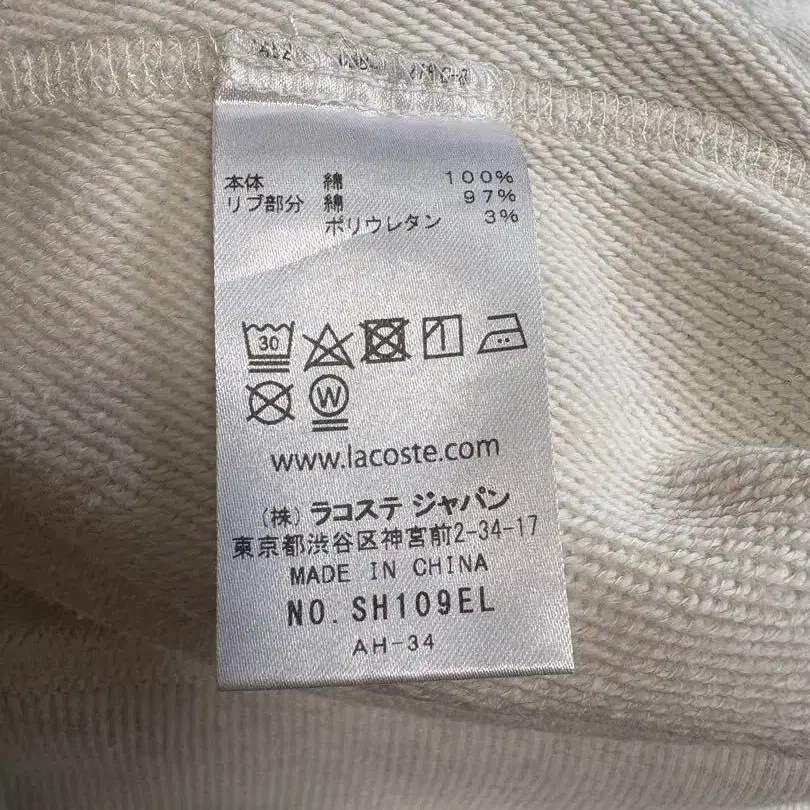 本体 綿 100%
リブ部分 綿 97%
ポリウレタン 3%
30
W
www.lacoste.com
(株) ラコステ ジャパン
東京都渋谷区神宮前2-34-17
MADE IN CHINA
NO. SH109EL
AH-34